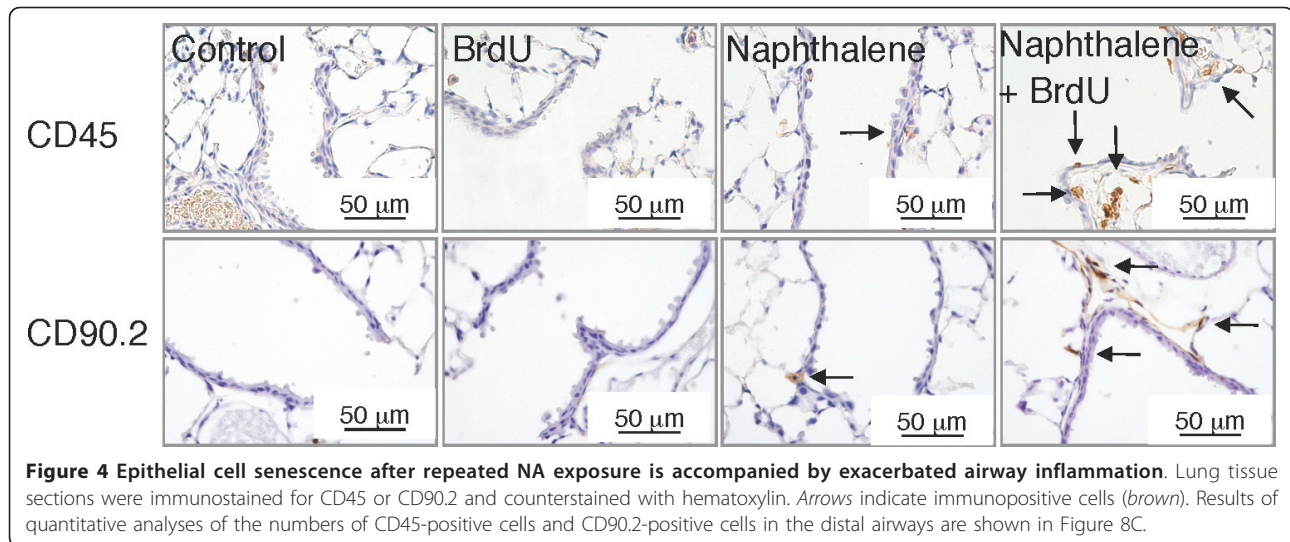 Control BrdU Naphthalene Naphthalene
+ BrdU
CD45
50 μm 50 μm 50 μm 50 μm
CD90.2
50 μm 50 μm 50 μm 50 μm
Figure 4 Epithelial cell senescence after repeated NA exposure is accompanied by exacerbated airway inflammation. Lung tissue
sections were immunostained for CD45 or CD90.2 and counterstained with hematoxylin. Arrows indicate immunopositive cells (brown). Results of
quantitative analyses of the numbers of CD45-positive cells and CD90.2-positive cells in the distal airways are shown in Figure 8C.